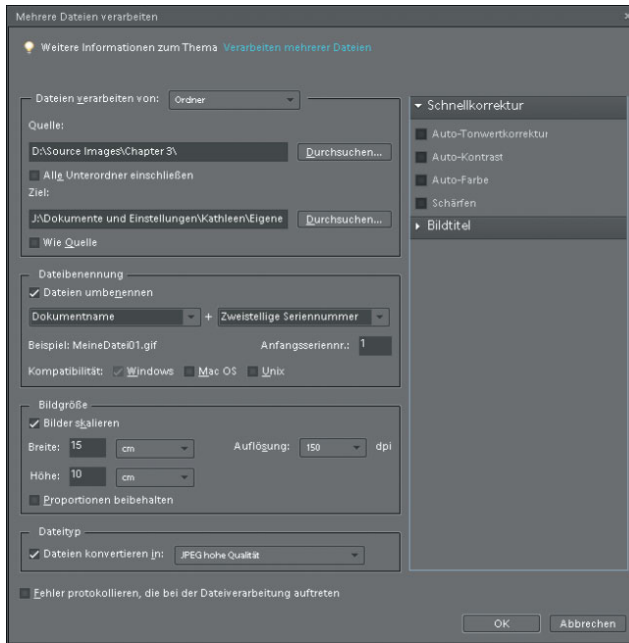 Mehrere Dateien verarbeiten
Weitere Informationen zum Thema Verarbeiten mehrerer Dateien
Dateien verarbeiten von: Ordner
Quelle:
D:\Source Images\Chapter 3\ Durchsuchen...
Alle Unterordner einschließen
Ziel:
J:\Dokumente und Einstellungen\Kathleen\Eigene Durchsuchen...
Wie Quelle
Dateibenennung
Dateien umbenennen
Dokumentname + Zweistellige Seriennummer
Beispiel: MeineDatei01.gif Anfangsseriennr.: 1
Kompatibilität: Windows Mac OS Unix
Bildgröße
Bilder skalieren
Breite: 15 cm Auflösung: 150 dpi
Höhe: 10 cm
Proportionen beibehalten
Dateityp
Dateien konvertieren in: JPEG hohe Qualität
Fehler protokollieren, die bei der Dateiverarbeitung auftreten
Schnellkorrektur
Auto-Tonwertkorrektur
Auto-Kontrast
Auto-Farbe
Schärfen
Bildtitel
OK Abbrechen